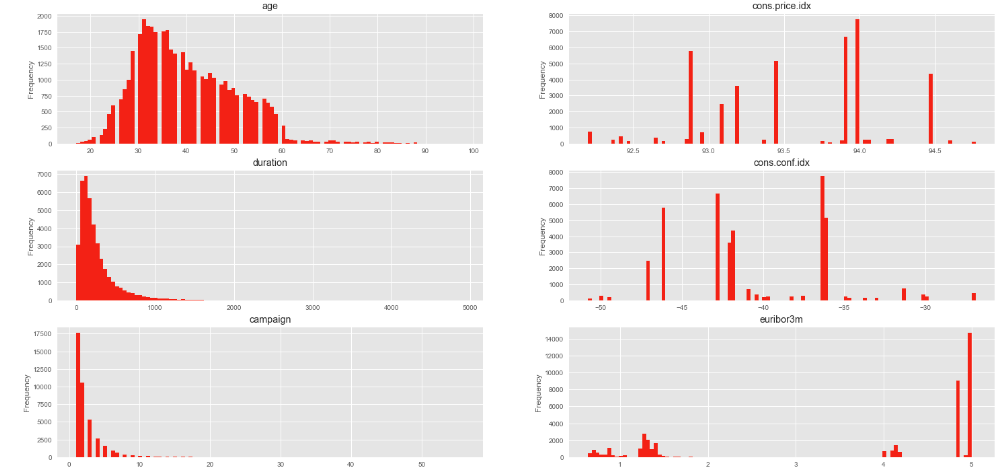 age
Frequency
2000
1750
1500
1250
1000
750
500
250
0
20 30 40 50 60 70 80 90 100
cons.price.idx
Frequency
8000
7000
6000
5000
4000
3000
2000
1000
0
92.5 93.0 93.5 94.0 94.5
duration
Frequency
7000
6000
5000
4000
3000
2000
1000
0
0 1000 2000 3000 4000 5000
cons.conf.idx
Frequency
8000
7000
6000
5000
4000
3000
2000
1000
0
−50 −45 −40 −35 −30
campaign
Frequency
17500
15000
12500
10000
7500
5000
2500
0
0 10 20 30 40 50
euribor3m
Frequency
14000
12000
10000
8000
6000
4000
2000
0
1 2 3 4 5